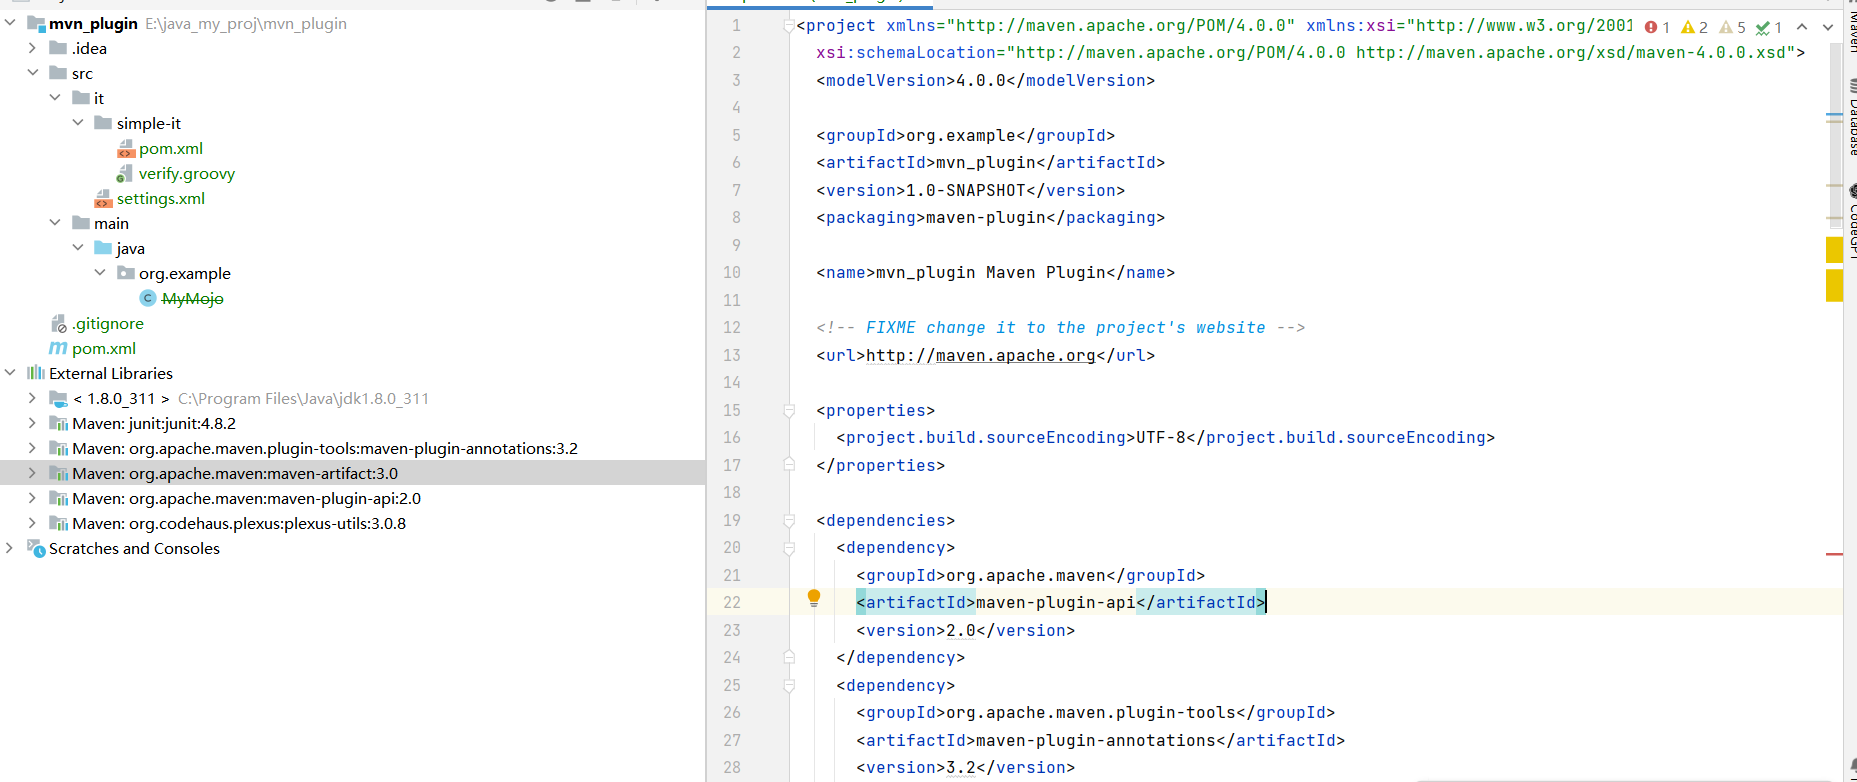 mvn_plugin E:\java_my_proj\mvn_plugin
.idea
src
it
simple-it
pom.xml
verify.groovy
settings.xml
main
java
org.example
MyMojo
.gitignore
pom.xml
External Libraries
< 1.8.0_311 > C:\Program Files\Java\jdk1.8.0_311
Maven: junit:junit:4.8.2
Maven: org.apache.maven.plugin-tools:maven-plugin-annotations:3.2
Maven: org.apache.maven:maven-artifact:3.0
Maven: org.apache.maven:maven-plugin-api:2.0
Maven: org.codehaus.plexus:plexus-utils:3.0.8
Scratches and Consoles
1 <project xmlns="http://maven.apache.org/POM/4.0.0" xmlns:xsi="http://www.w3.org/2001 1 2 5 1
2 xsi:schemaLocation="http://maven.apache.org/POM/4.0.0 http://maven.apache.org/xsd/maven-4.0.0.xsd">
3 <modelVersion>4.0.0</modelVersion>
4
5 <groupId>org.example</groupId>
6 <artifactId>mvn_plugin</artifactId>
7 <version>1.0-SNAPSHOT</version>
8 <packaging>maven-plugin</packaging>
9
10 <name>mvn_plugin Maven Plugin</name>
11
12 <!-- FIXME change it to the project's website -->
13 <url>http://maven.apache.org</url>
14
15 <properties>
16 <project.build.sourceEncoding>UTF-8</project.build.sourceEncoding>
17 </properties>
18
19 <dependencies>
20 <dependency>
21 <groupId>org.apache.maven</groupId>
22 <artifactId>maven-plugin-api</artifactId>
23 <version>2.0</version>
24 </dependency>
25 <dependency>
26 <groupId>org.apache.maven.plugin-tools</groupId>
27 <artifactId>maven-plugin-annotations</artifactId>
28 <version>3.2</version>
Maven
Database
CodeGPT